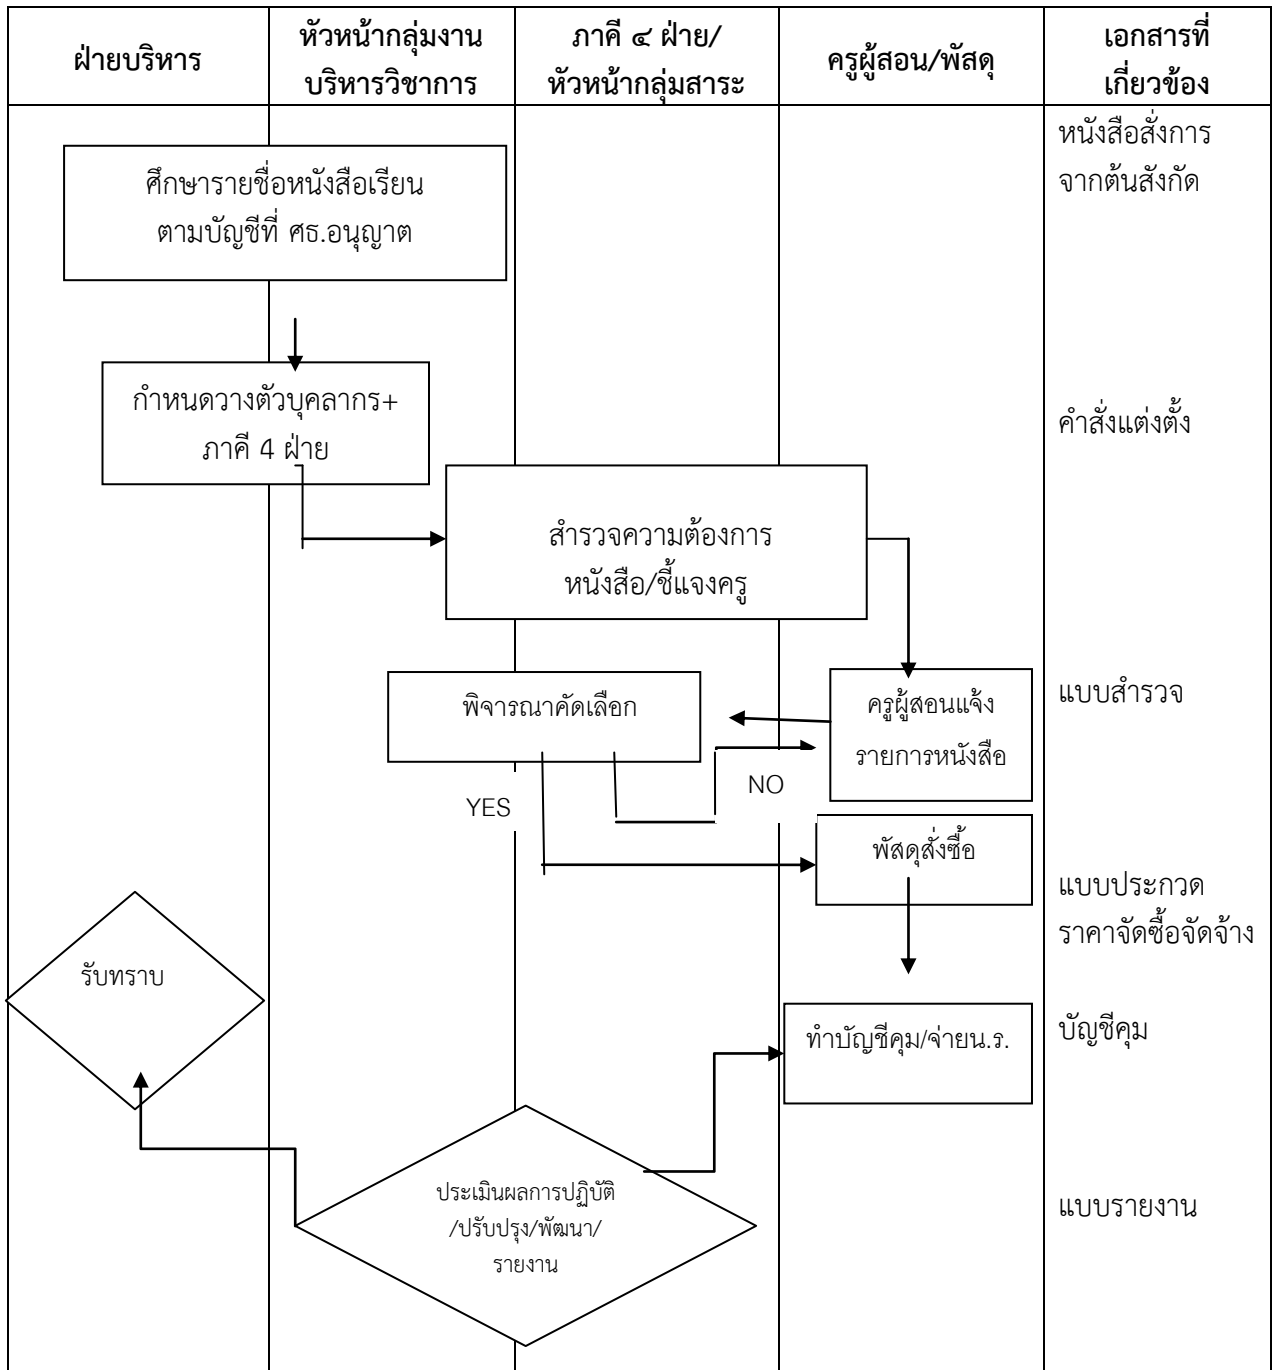 ฝ่ายบริหาร
หัวหน้ากลุ่มงาน
บริหารวิชาการ
ภาคี ๔ ฝ่าย/
หัวหน้ากลุ่มสาระ
ครูผู้สอน/พัสดุ
เอกสารที่
เกี่ยวข้อง
ศึกษารายชื่อหนังสือเรียน
ตามบัญชีที่ ศธ.อนุญาต
หนังสือสั่งการ
จากต้นสังกัด
กำหนดวางตัวบุคลากร+
ภาคี 4 ฝ่าย
คำสั่งแต่งตั้ง
สำรวจความต้องการ
หนังสือ/ชี้แจงครู
พิจารณาคัดเลือก
ครูผู้สอนแจ้ง
รายการหนังสือ
แบบสำรวจ
NO
YES
พัสดุสั่งซื้อ
แบบประกวด
ราคาจัดซื้อจัดจ้าง
รับทราบ
ทำบัญชีคุม/จ่ายน.ร.
บัญชีคุม
ประเมินผลการปฏิบัติ
/ปรับปรุง/พัฒนา/
รายงาน
แบบรายงาน